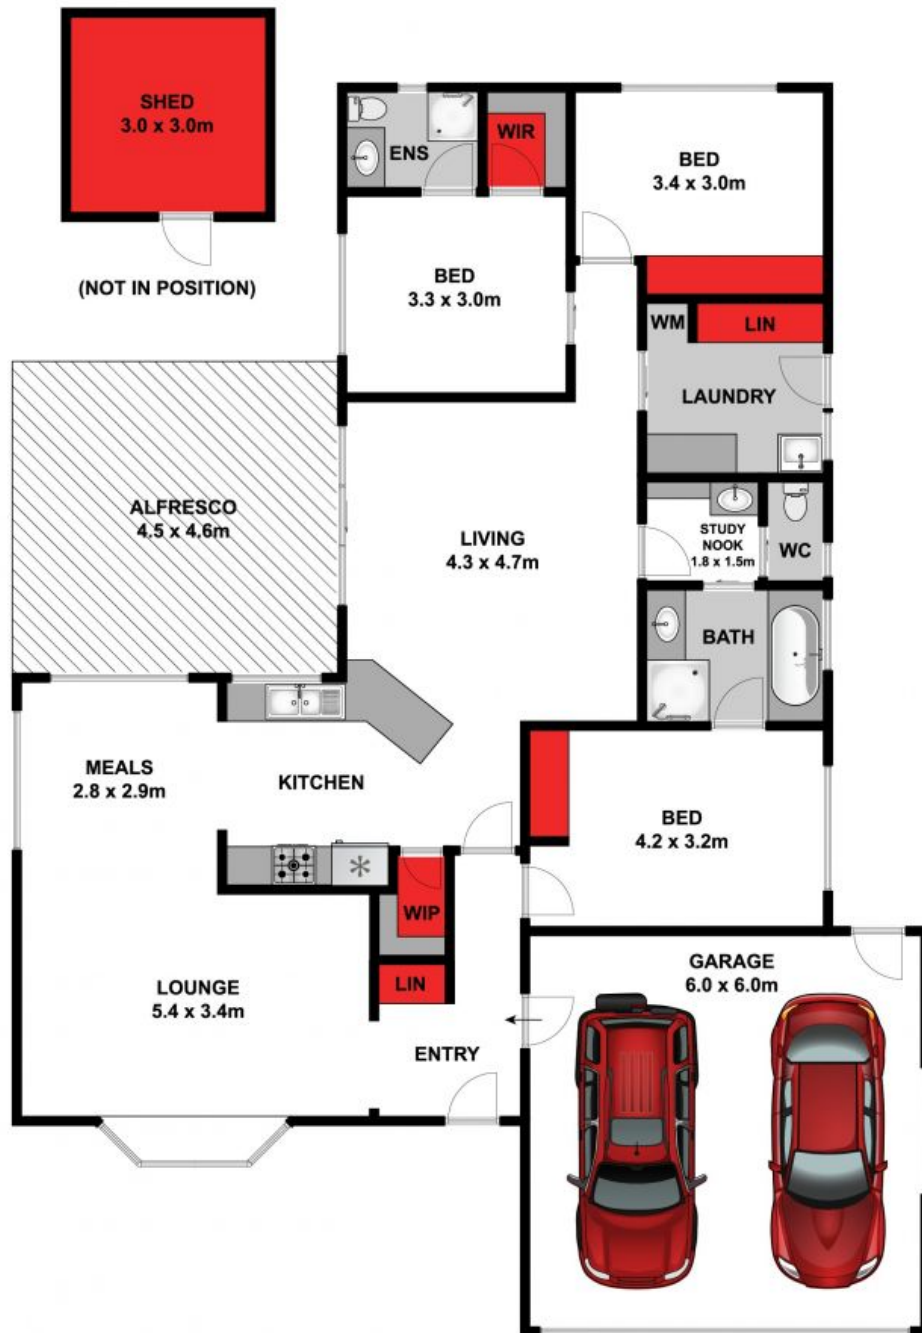 SHED
3.0 x 3.0m
(NOT IN POSITION)
ENS
WIR
BED
3.4 x 3.0m
BED
3.3 x 3.0m
WM
LIN
LAUNDRY
ALFRESCO
4.5 x 4.6m
LIVING
4.3 x 4.7m
STUDY
NOOK
1.8 x 1.5m
WC
BATH
MEALS
2.8 x 2.9m
KITCHEN
BED
4.2 x 3.2m
WIP
LIN
LOUNGE
5.4 x 3.4m
ENTRY
GARAGE
6.0 x 6.0m